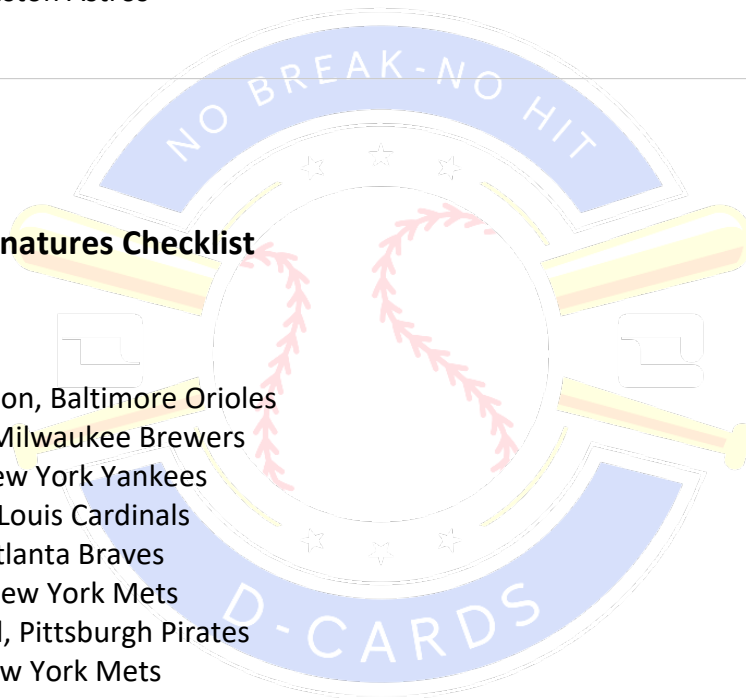 NO BREAK-NO HIT
natures Checklist
on, Baltimore Orioles
Milwaukee Brewers
ew York Yankees
Louis Cardinals
tlanta Braves
ew York Mets
, Pittsburgh Pirates
w York Mets
D-CARDS